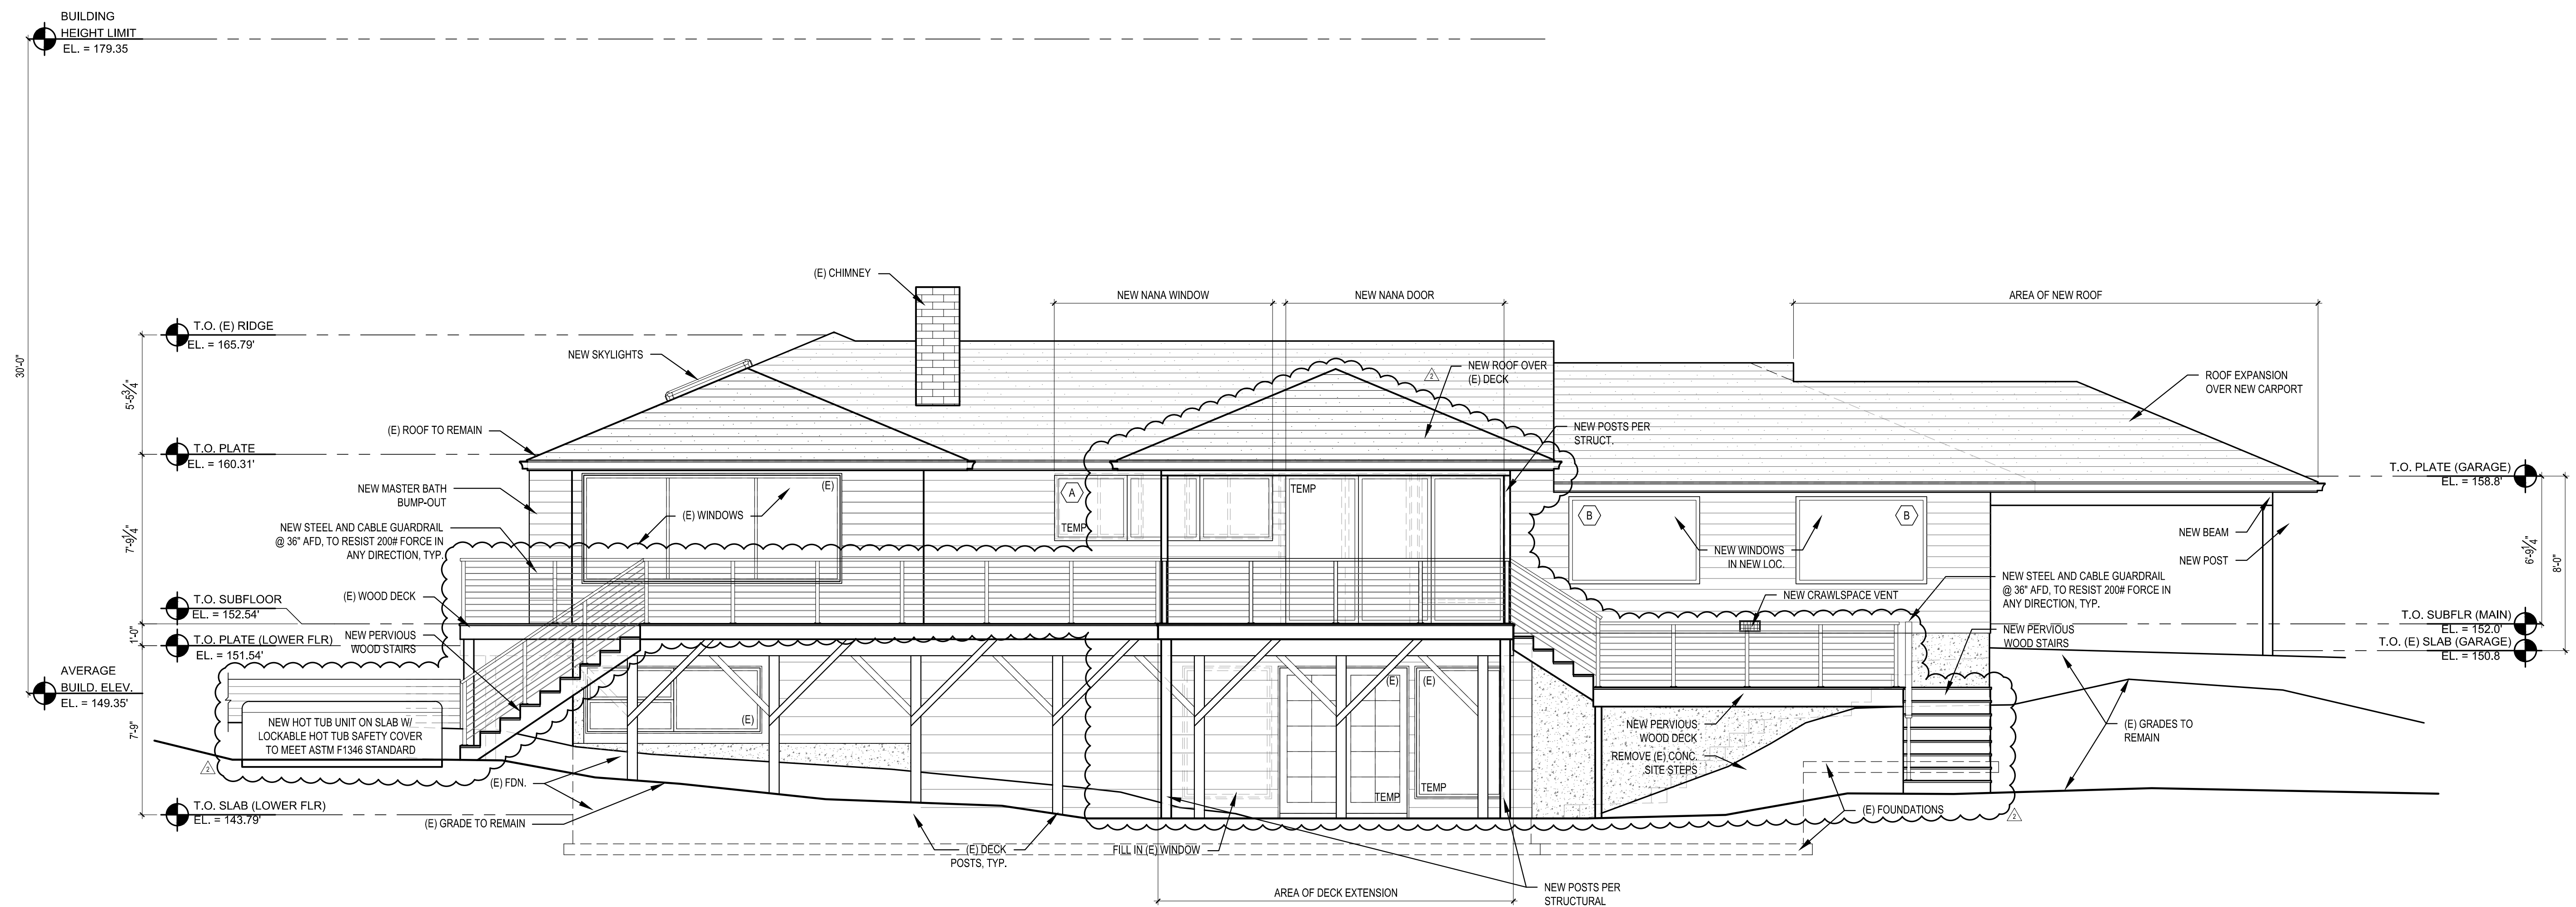 BUILDING
HEIGHT LIMIT
EL. = 179.35
30'-0"
(E) CHIMNEY
NEW NANA WINDOW
NEW NANA DOOR
AREA OF NEW ROOF
T.O. (E) RIDGE
EL. = 165.79'
NEW SKYLIGHTS
5'-5 3/4"
2
NEW ROOF OVER
(E) DECK
ROOF EXPANSION
OVER NEW CARPORT
(E) ROOF TO REMAIN
NEW POSTS PER
STRUCT.
T.O. PLATE
EL. = 160.31'
T.O. PLATE (GARAGE)
EL. = 158.8'
NEW MASTER BATH
BUMP-OUT
(E)
A
TEMP
TEMP
B
B
(E) WINDOWS
NEW STEEL AND CABLE GUARDRAIL
@ 36" AFD, TO RESIST 200# FORCE IN
ANY DIRECTION, TYP.
7'-9 1/4"
NEW WINDOWS
IN NEW LOC.
NEW BEAM
NEW POST
6'-9 1/4"
8'-0"
NEW STEEL AND CABLE GUARDRAIL
@ 36" AFD, TO RESIST 200# FORCE IN
ANY DIRECTION, TYP.
(E) WOOD DECK
NEW CRAWLSPACE VENT
T.O. SUBFLOOR
EL. = 152.54'
1'-0"
T.O. SUBFLR (MAIN)
EL. = 152.0'
T.O. PLATE (LOWER FLR)
EL. = 151.54'
NEW PERVIOUS
WOOD STAIRS
NEW PERVIOUS
WOOD STAIRS
T.O. (E) SLAB (GARAGE)
EL. = 150.8
AVERAGE
BUILD. ELEV.
EL. = 149.35'
(E)
(E)
(E)
NEW HOT TUB UNIT ON SLAB W/
LOCKABLE HOT TUB SAFETY COVER
TO MEET ASTM F1346 STANDARD
7'-9"
NEW PERVIOUS
WOOD DECK
REMOVE (E) CONC.
SITE STEPS
(E) GRADES TO
REMAIN
2
(E) FDN.
TEMP
TEMP
T.O. SLAB (LOWER FLR)
EL. = 143.79'
(E) GRADE TO REMAIN
(E) FOUNDATIONS
2
(E) DECK
POSTS, TYP.
FILL IN (E) WINDOW
AREA OF DECK EXTENSION
NEW POSTS PER
STRUCTURAL